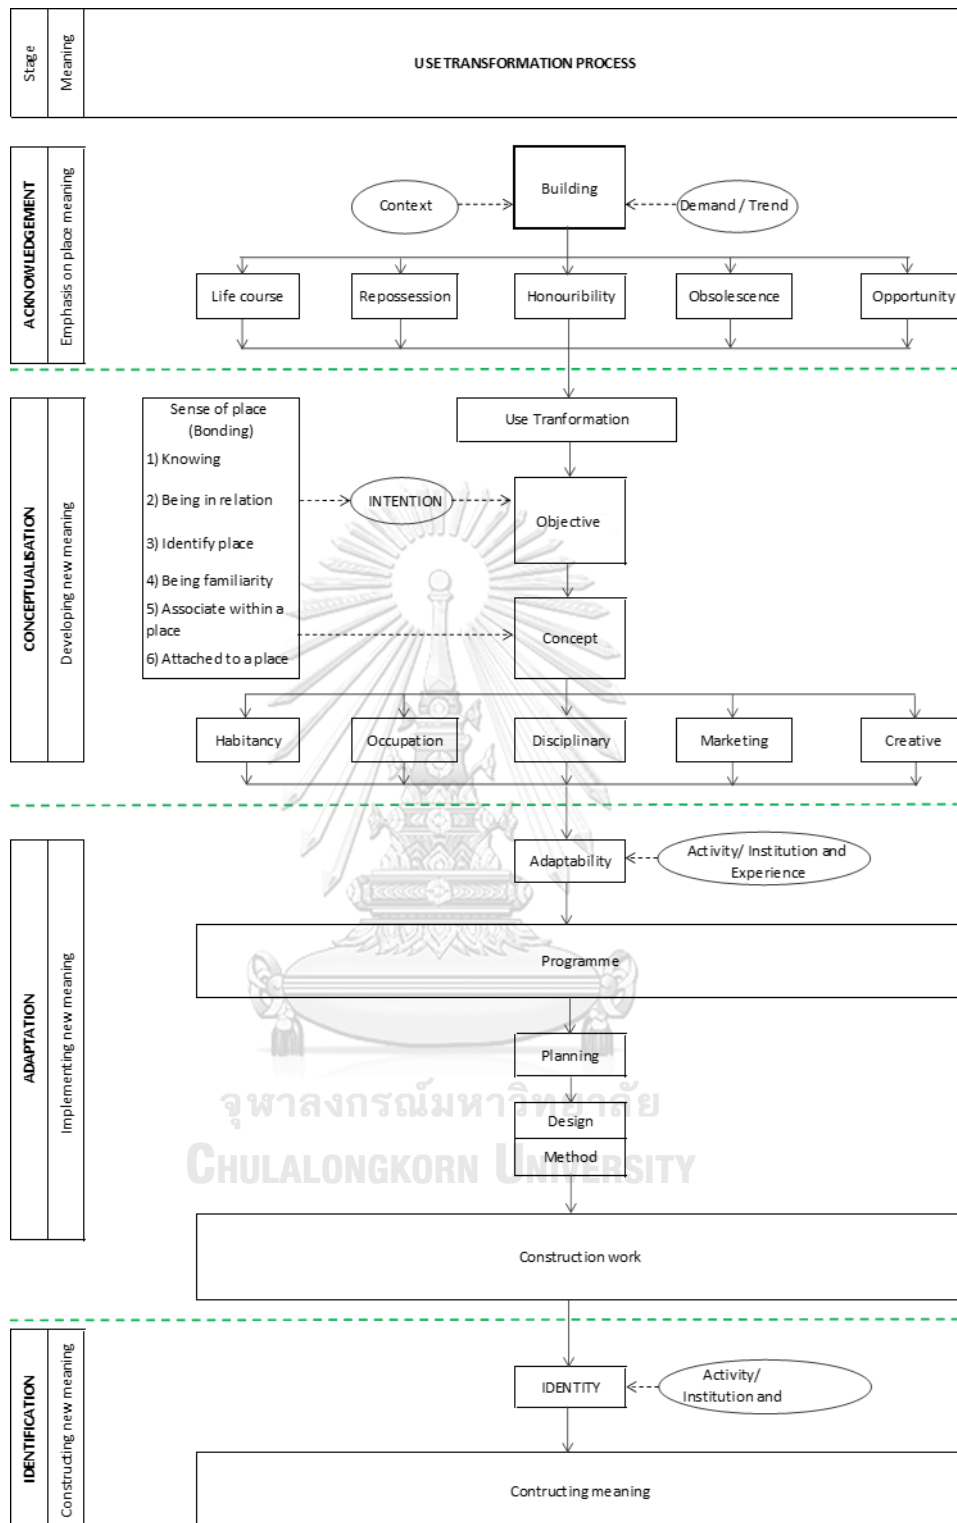 Stage
Meaning
USE TRANSFORMATION PROCESS
ACKNOWLEDGEMENT
Emphasis on place meaning
Building
Context
Demand / Trend
Life course
Repossession
Honouribility
Obsolescence
Opportunity
CONCEPTUALISATION
Developing new meaning
Sense of place
(Bonding)
1) Knowing
2) Being in relation
3) Identify place
4) Being familiarity
5) Associate within a
place
6) Attached to a place
Use Tranformation
INTENTION
Objective
Concept
Habitancy
Occupation
Disciplinary
Marketing
Creative
ADAPTATION
Implementing new meaning
Adaptability
Activity/ Institution and
Experience
Programme
Planning
Design
Method
จุฬาลงกรณ์มหาวิทยาลัย
CHULALONGKORN UNIVERSITY
Construction work
IDENTIFICATION
Constructing new meaning
IDENTITY
Activity/
Institution and
Contructing meaning